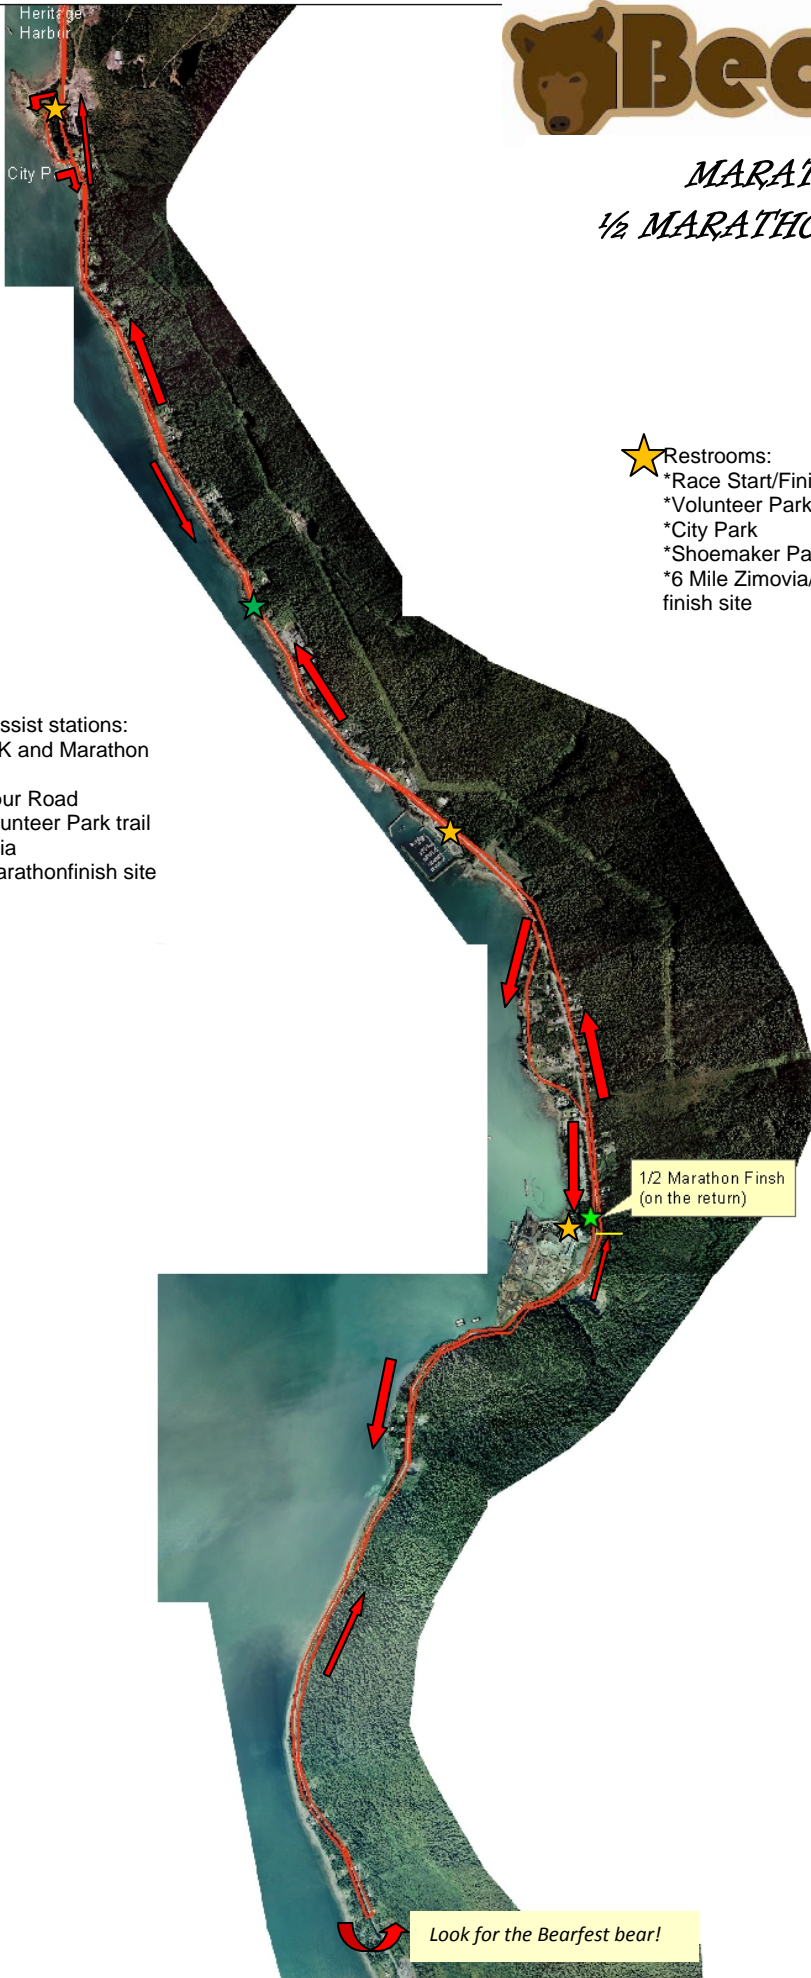 Heritage
Harbor
Bea
MARAT
½ MARATHO
City P
Restrooms:
*Race Start/Fini
*Volunteer Park
*City Park
*Shoemaker Pa
*6 Mile Zimovia/
finish site
ssist stations:
K and Marathon
our Road
unteer Park trail
ia
arathonfinish site
1/2 Marathon Finsh
(on the return)
Look for the Bearfest bear!